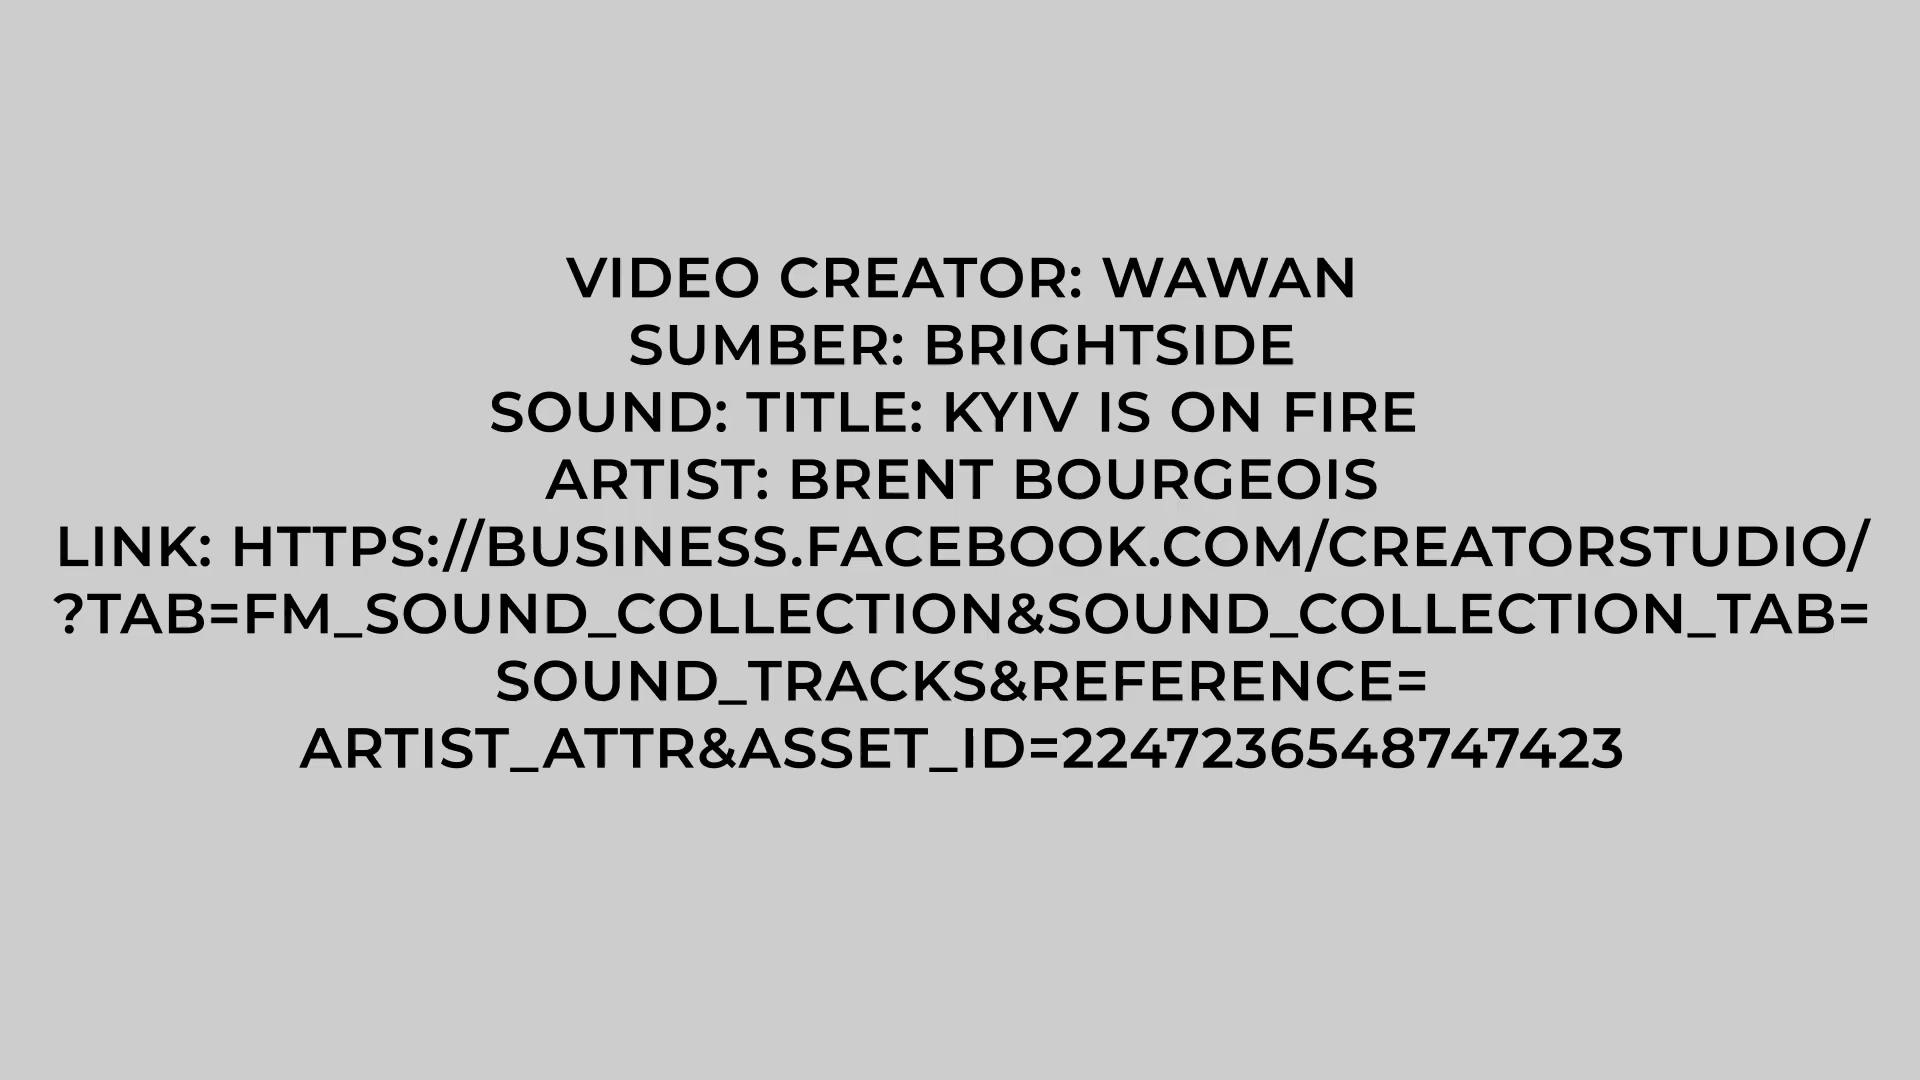 VIDEO CREATOR: WAWAN
SUMBER: BRIGHTSIDE
SOUND: TITLE: KYIV IS ON FIRE
ARTIST: BRENT BOURGEOIS
LINK: HTTPS://BUSINESS.FACEBOOK.COM/CREATORSTUDIO/
?TAB=FM_SOUND_COLLECTION&SOUND_COLLECTION_TAB=
SOUND_TRACKS&REFERENCE=
ARTIST_ATTR&ASSET_ID=2247236548747423